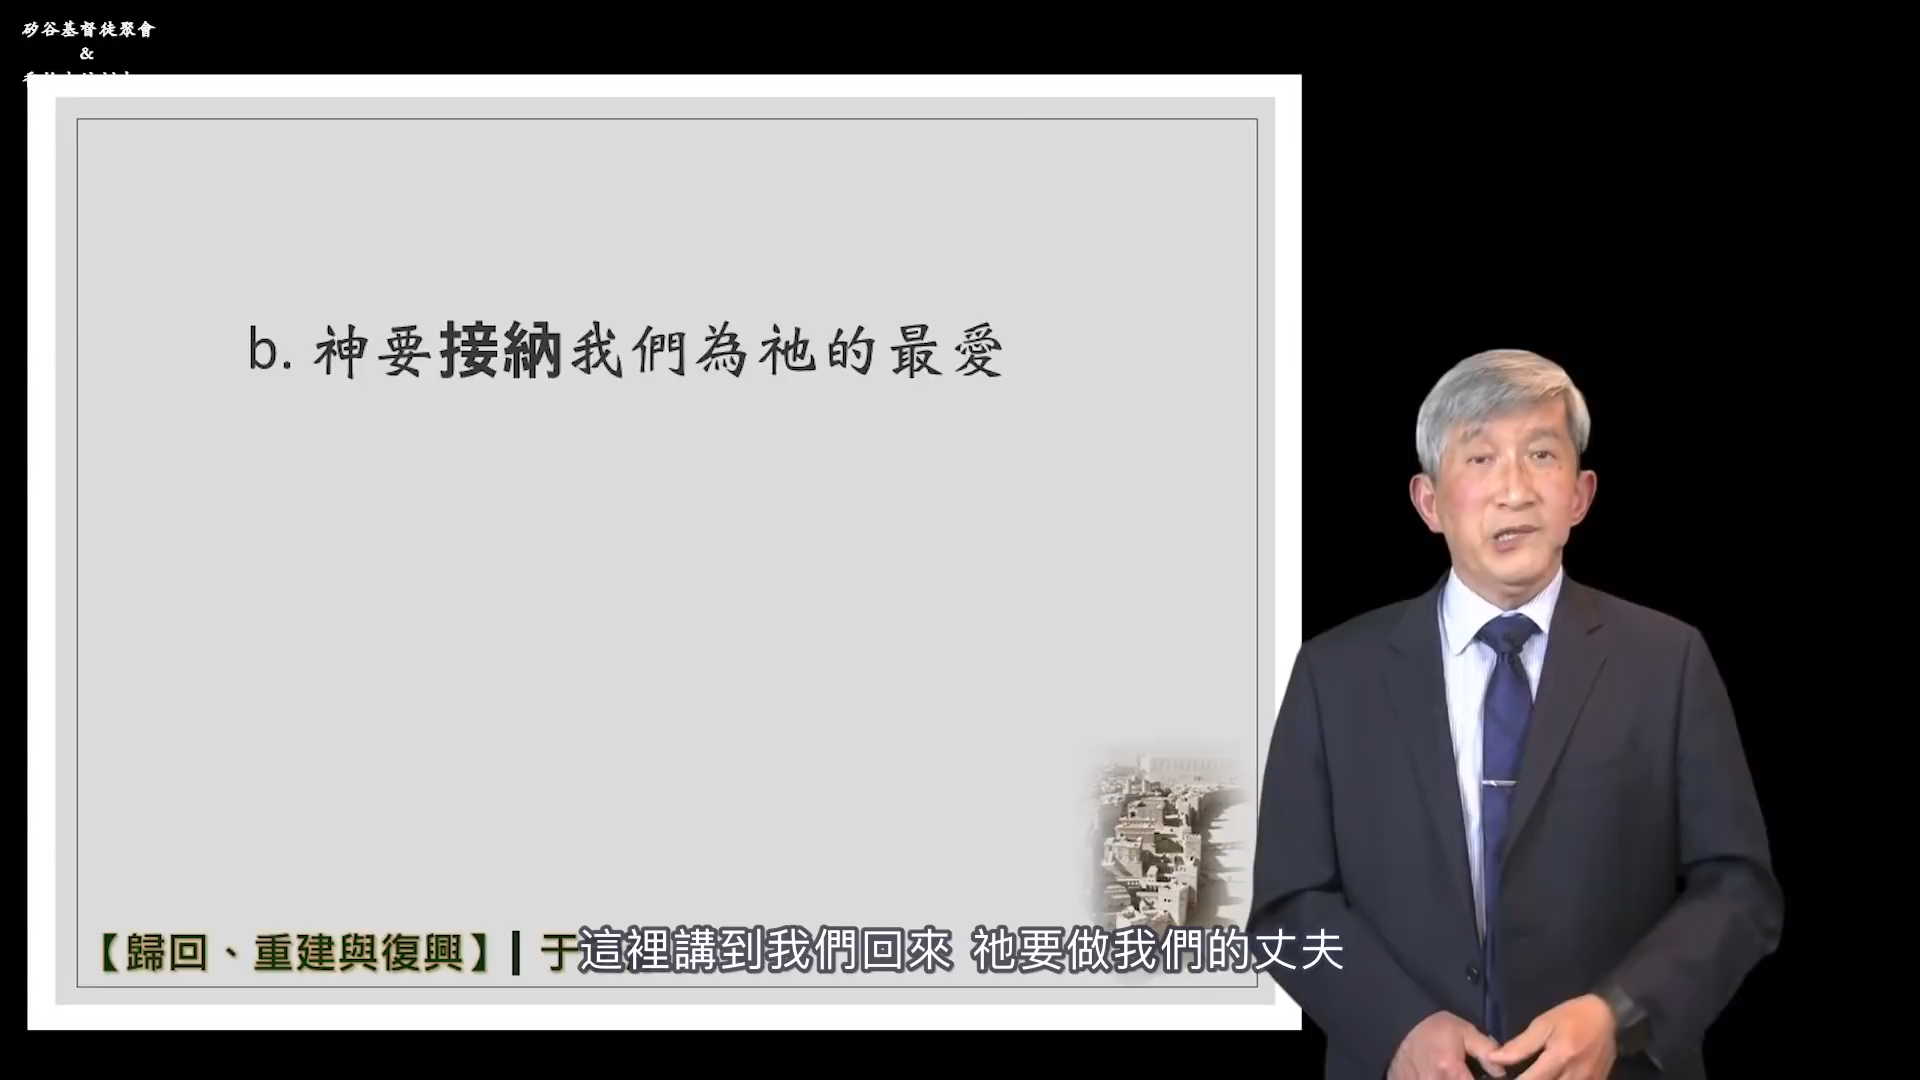 矽谷基督徒聚會
&
b. 神要接納我們為祂的最愛
【歸回、重建與復興】| 于
這裡講到我們回來 祂要做我們的丈夫